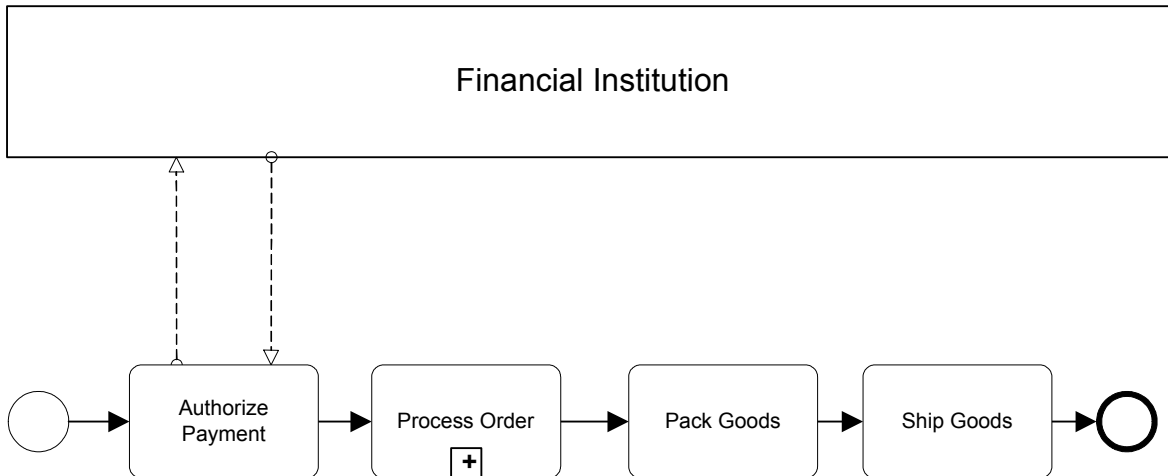 Financial Institution
Authorize
Payment
Process Order
Pack Goods
Ship Goods